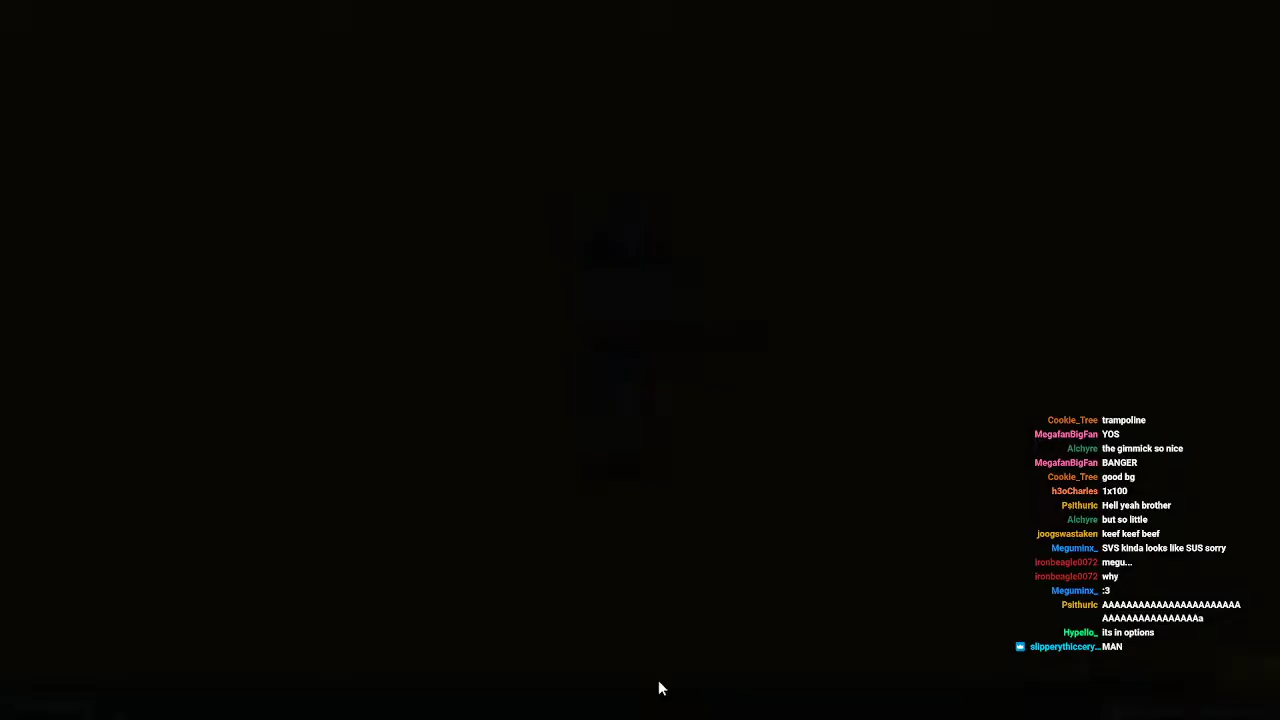 Cookie_Tree trampoline
MegafanBigFan YOS
Alchyre the gimmick so nice
MegafanBigFan BANGER
Cookie_Tree good bg
h3oCharles 1x100
Psithuric Hell yeah brother
Alchyre but so little
joogswastaken keef keef beef
Meguminx_ SVS kinda looks like SUS sorry
ironbeagle0072 megu...
ironbeagle0072 why
Meguminx_ :3
Psithuric AAAAAAAAAAAAAAAAAAAAAAA
AAAAAAAAAAAAAAAAa
Hypello_ its in options
slipperythiccery... MAN